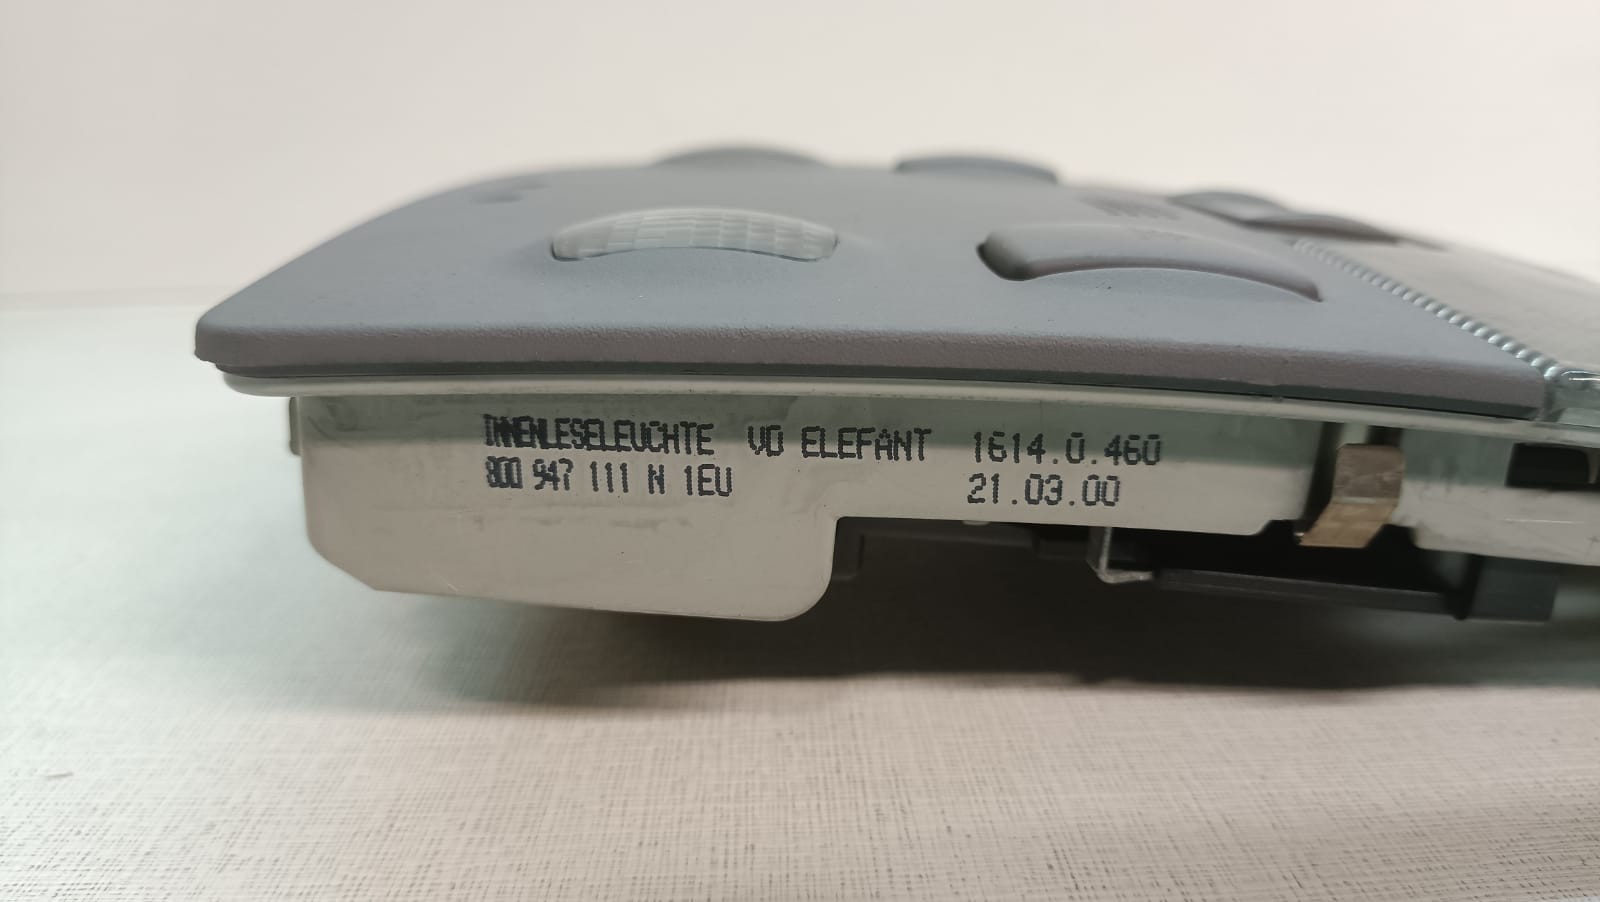 INNENLESELEUCHTE VO ELEFANT 1614.0.460
8D0 947 111 N 1EU 21.03.00